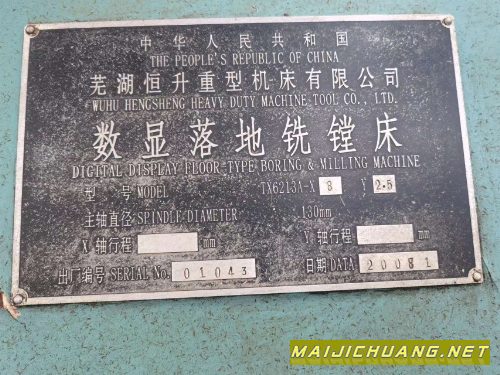 中华人民共和国
THE PEOPLE'S REPUBLIC OF CHINA
芜湖恒升重型机床有限公司
WUHU HENGSHENG HEAVY DUTY MACHINE TOOL CO., LTD.
数显落地铣镗床
DIGITAL DISPLAY FLOOR TYPE BORING & MILLING MACHINE
型 号 MODEL TX6213A-X 8 Y 2.5
主轴直径 SPINDLE DIAMETER 130mm
X 轴行程 mm Y 轴行程 mm
出厂编号 SERIAL No. 01043 日期 DATA 20081
MAIJICHUANG.NET